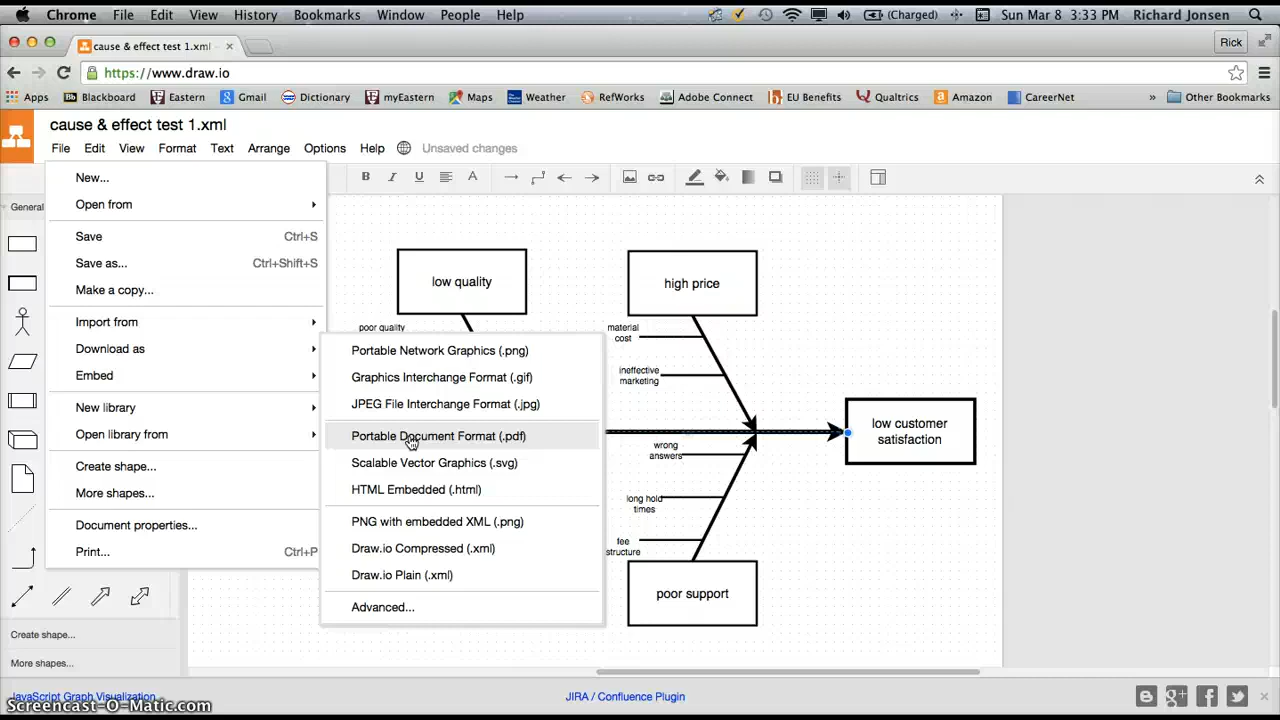 Chrome File Edit View History Bookmarks Window People Help (Charged) Sun Mar 8 3:33 PM Richard Jonsen
cause & effect test 1.xml Rick
https://www.draw.io
Apps Bb Blackboard Eastern Gmail Dictionary myEastern Maps Weather RefWorks Adobe Connect EU Benefits Qualtrics Amazon CareerNet » Other Bookmarks
cause & effect test 1.xml
File Edit View Format Text Arrange Options Help Unsaved changes
B I U A
General
New...
Open from
Save Ctrl+S
Save as... Ctrl+Shift+S
Make a copy...
Import from
Download as
Embed
New library
Open library from
Create shape...
More shapes...
Document properties...
Print... Ctrl+P
Portable Network Graphics (.png)
Graphics Interchange Format (.gif)
JPEG File Interchange Format (.jpg)
Portable Document Format (.pdf)
Scalable Vector Graphics (.svg)
HTML Embedded (.html)
PNG with embedded XML (.png)
Draw.io Compressed (.xml)
Draw.io Plain (.xml)
Advanced...
low quality
poor quality
high price
material
cost
ineffective
marketing
low customer
satisfaction
wrong
answers
long hold
times
fee
structure
poor support
Create shape...
More shapes...
JavaScript Graph Visualization
JIRA / Confluence Plugin
Screencast-O-Matic.com